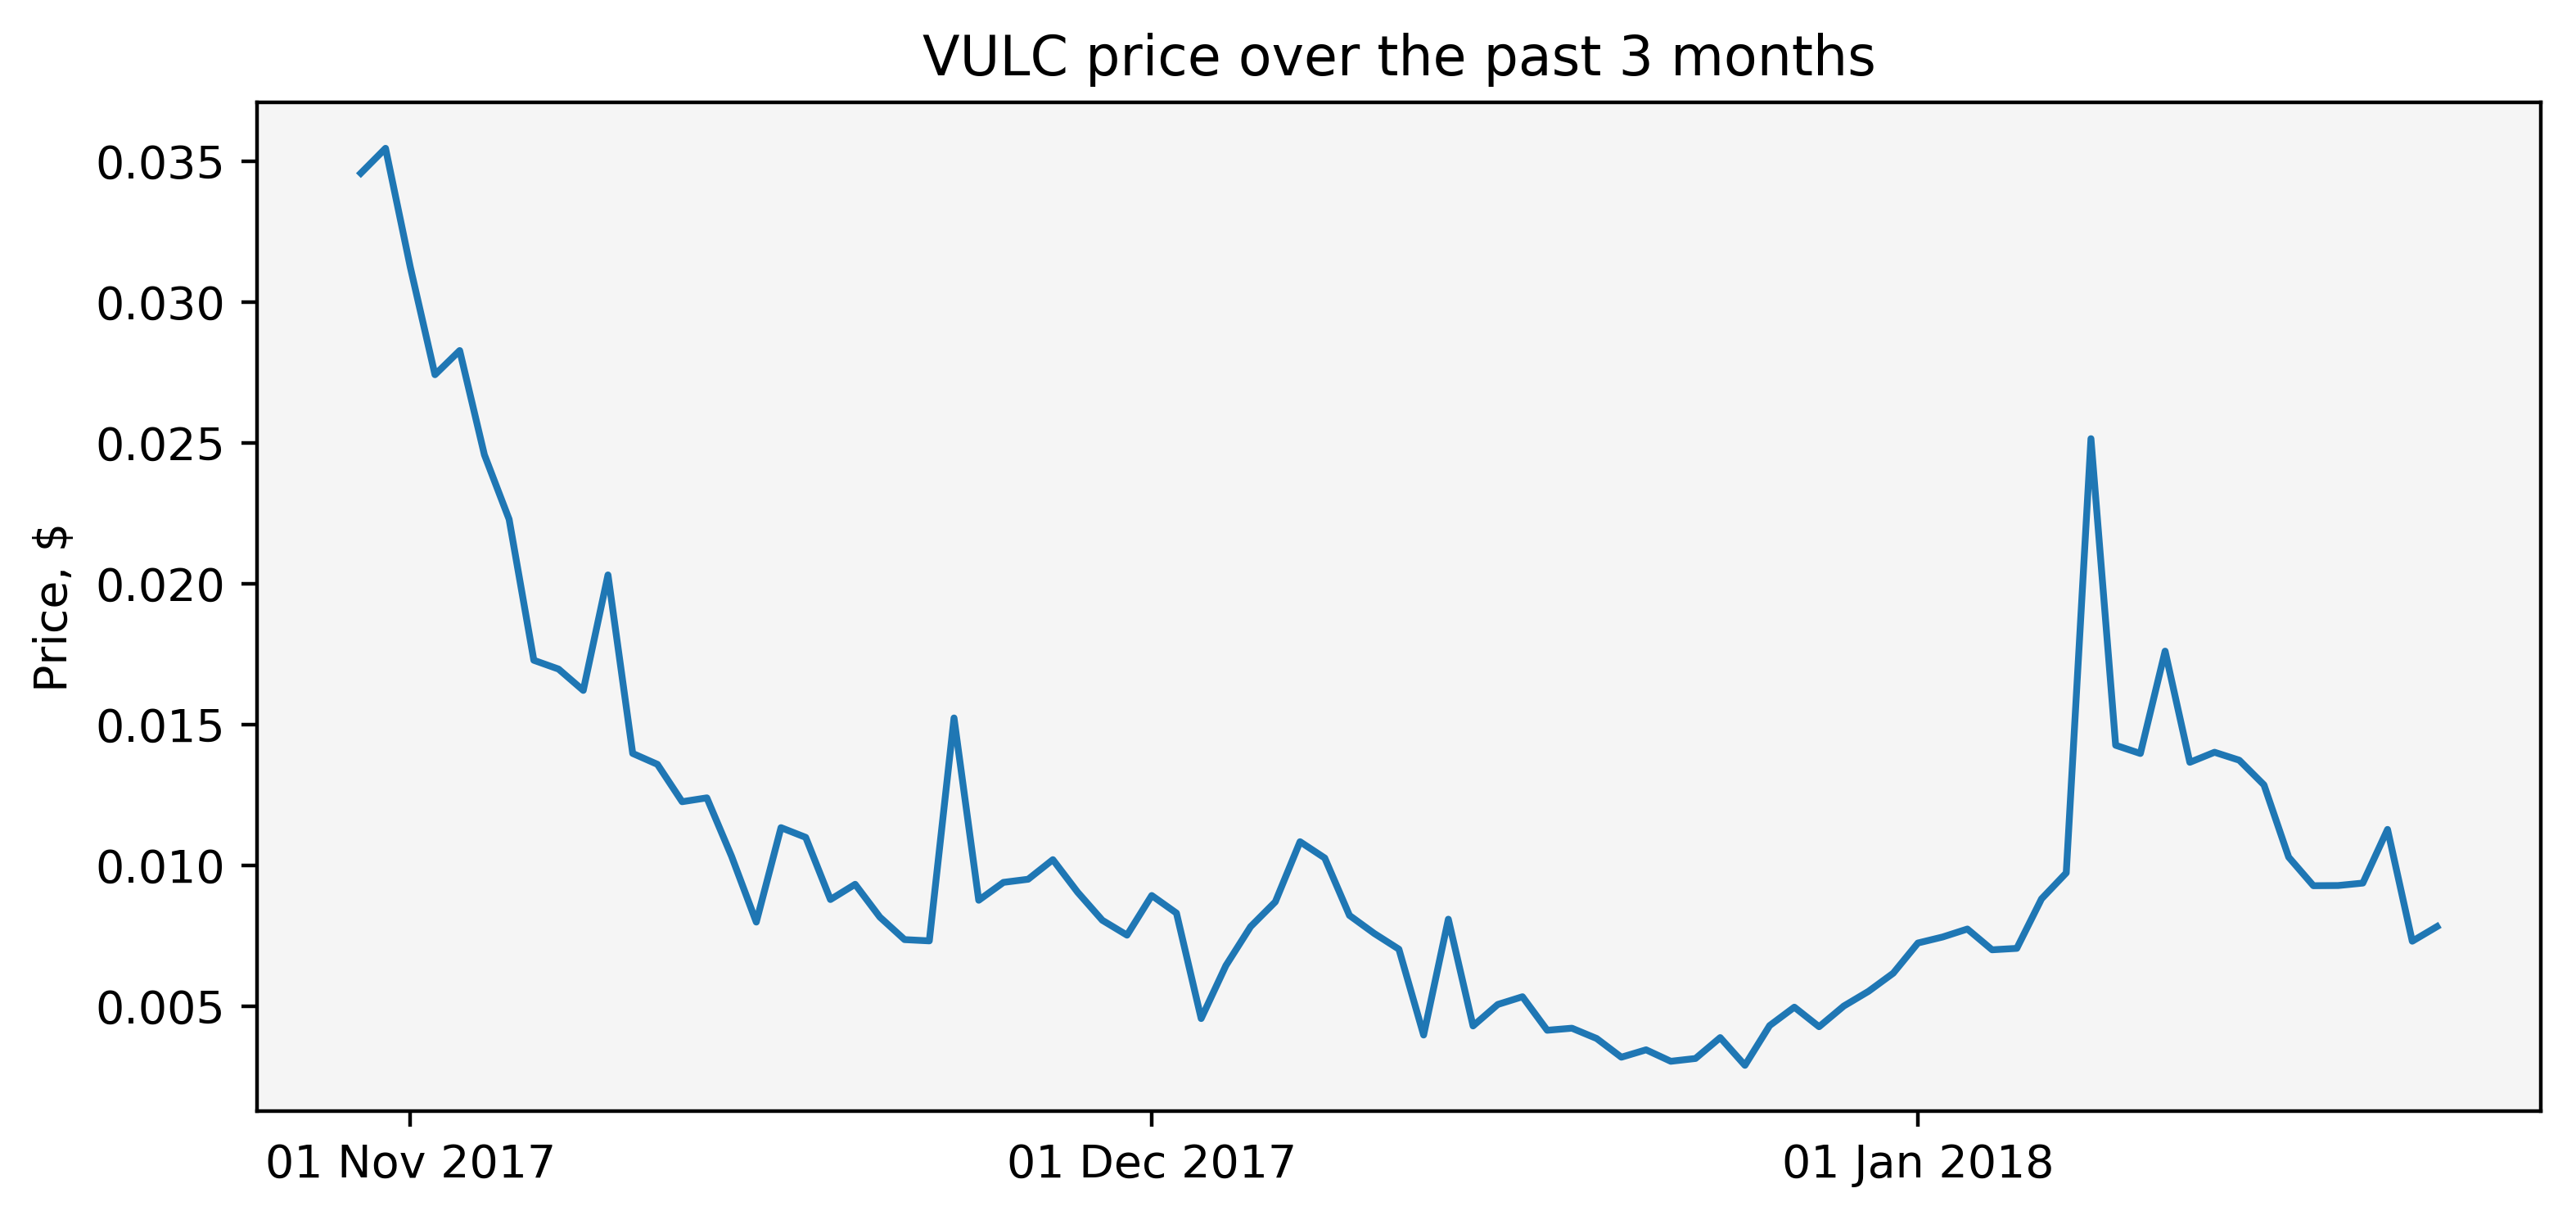 VULC price over the past 3 months
Price, $
0.035
0.030
0.025
0.020
0.015
0.010
0.005
01 Nov 2017
01 Dec 2017
01 Jan 2018